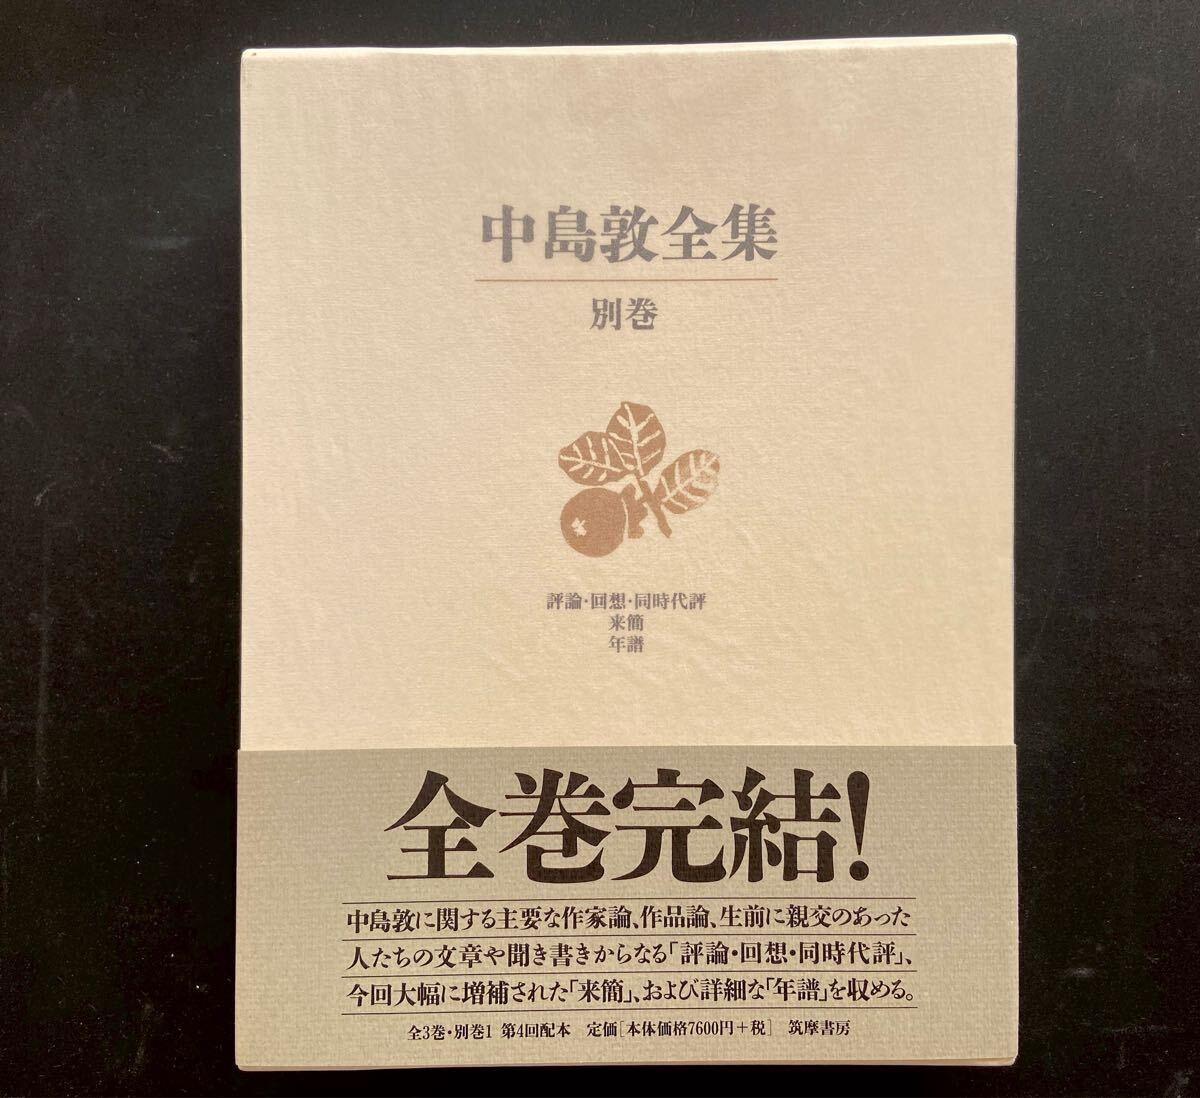 中島敦全集
別巻
評論・回想・同時代評
来簡
年譜
全巻完結!
中島敦に関する主要な作家論、作品論、生前に親交のあった
人たちの文章や聞き書きからなる「評論・回想・同時代評」、
今回大幅に増補された「来簡」、および詳細な「年譜」を収める。
全3巻・別巻1 第4回配本 定価[本体価格7600円+税] 筑摩書房